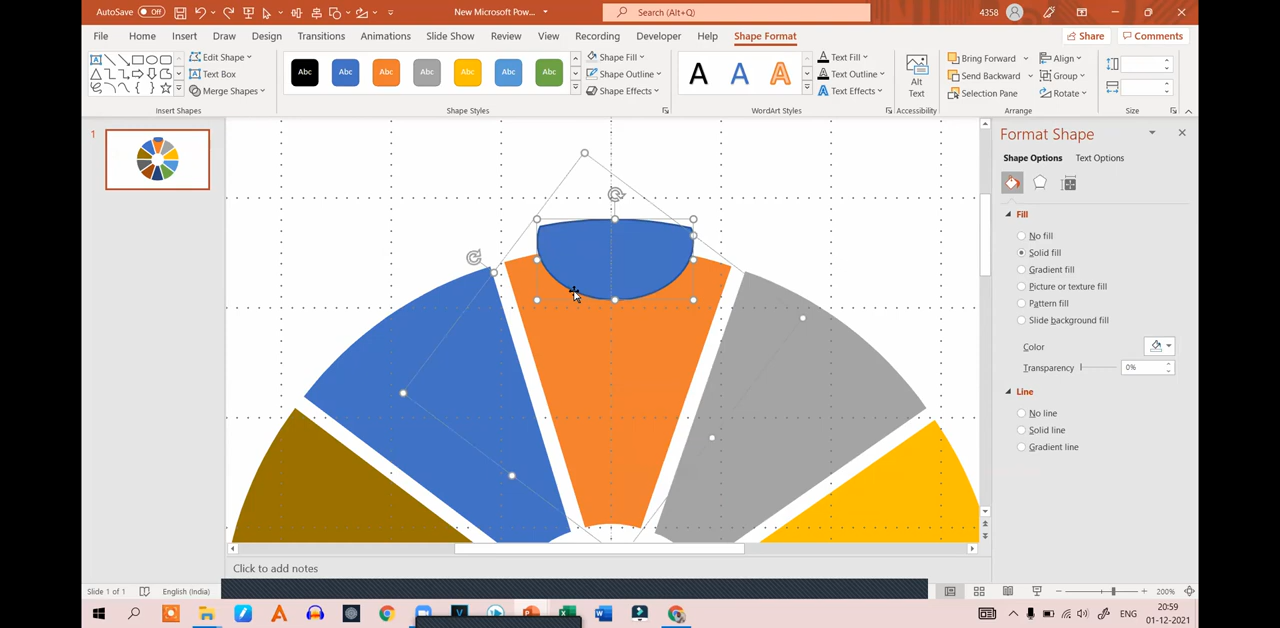 AutoSave Off New Microsoft Pow... Search (Alt+Q) 4358
File Home Insert Draw Design Transitions Animations Slide Show Review View Recording Developer Help Shape Format Share Comments
Edit Shape
Text Box
Merge Shapes
Insert Shapes
Abc Abc Abc Abc Abc Abc Abc
Shape Styles
Shape Fill
Shape Outline
Shape Effects
A A A
WordArt Styles
Text Fill
Text Outline
Text Effects
Alt
Text
Accessibility
Bring Forward
Send Backward
Selection Pane
Align
Group
Rotate
Arrange
Size
1
Format Shape
Shape Options Text Options
Fill
No fill
Solid fill
Gradient fill
Picture or texture fill
Pattern fill
Slide background fill
Color
Transparency 0%
Line
No line
Solid line
Gradient line
Click to add notes
Slide 1 of 1 English (India) 200%
ENG 20:59
01-12-2021